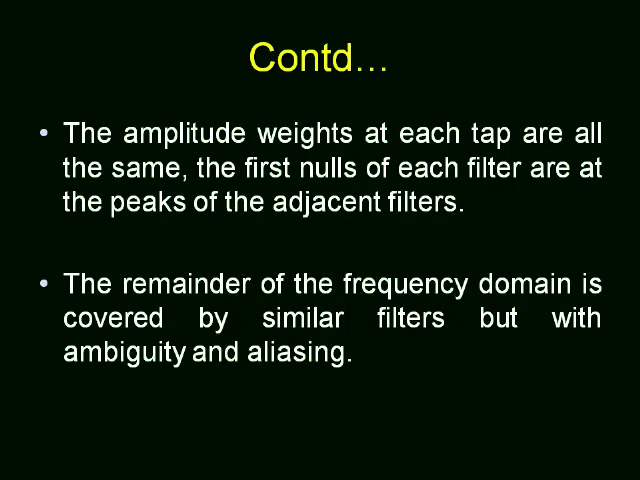 Contd…
• The amplitude weights at each tap are all
the same, the first nulls of each filter are at
the peaks of the adjacent filters.
• The remainder of the frequency domain is
covered by similar filters but with
ambiguity and aliasing.